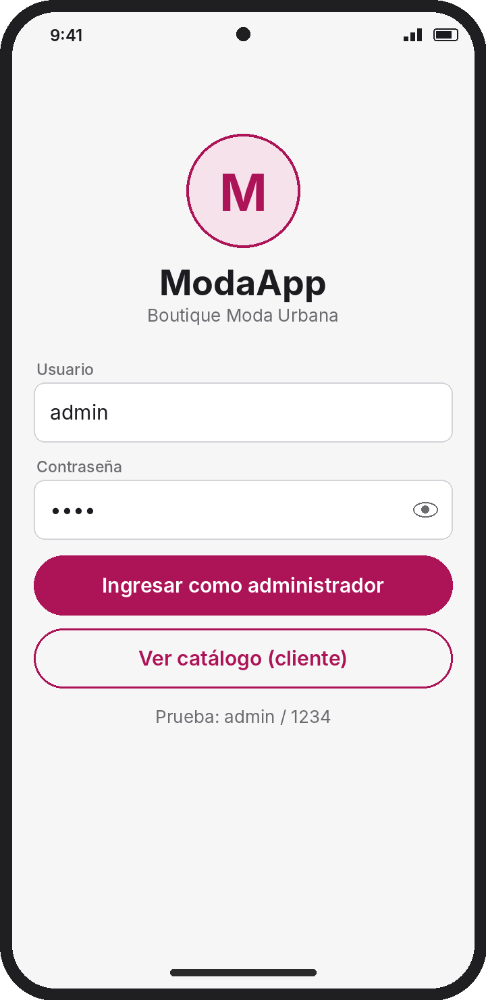 9:41
M
ModaApp
Boutique Moda Urbana
Usuario
admin
Contraseña
••••
Ingresar como administrador
Ver catálogo (cliente)
Prueba: admin / 1234